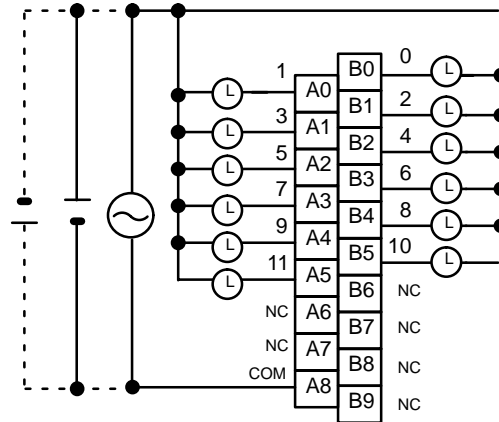 0
1 B0 L
L A0
2
3 B1 L
L A1
4
5 B2 L
L A2
6
7 B3 L
L A3
8
9 B4 L
L A4
10
11 B5 L
L A5
B6 NC
NC A6
B7 NC
NC A7
B8 NC
COM A8
B9 NC